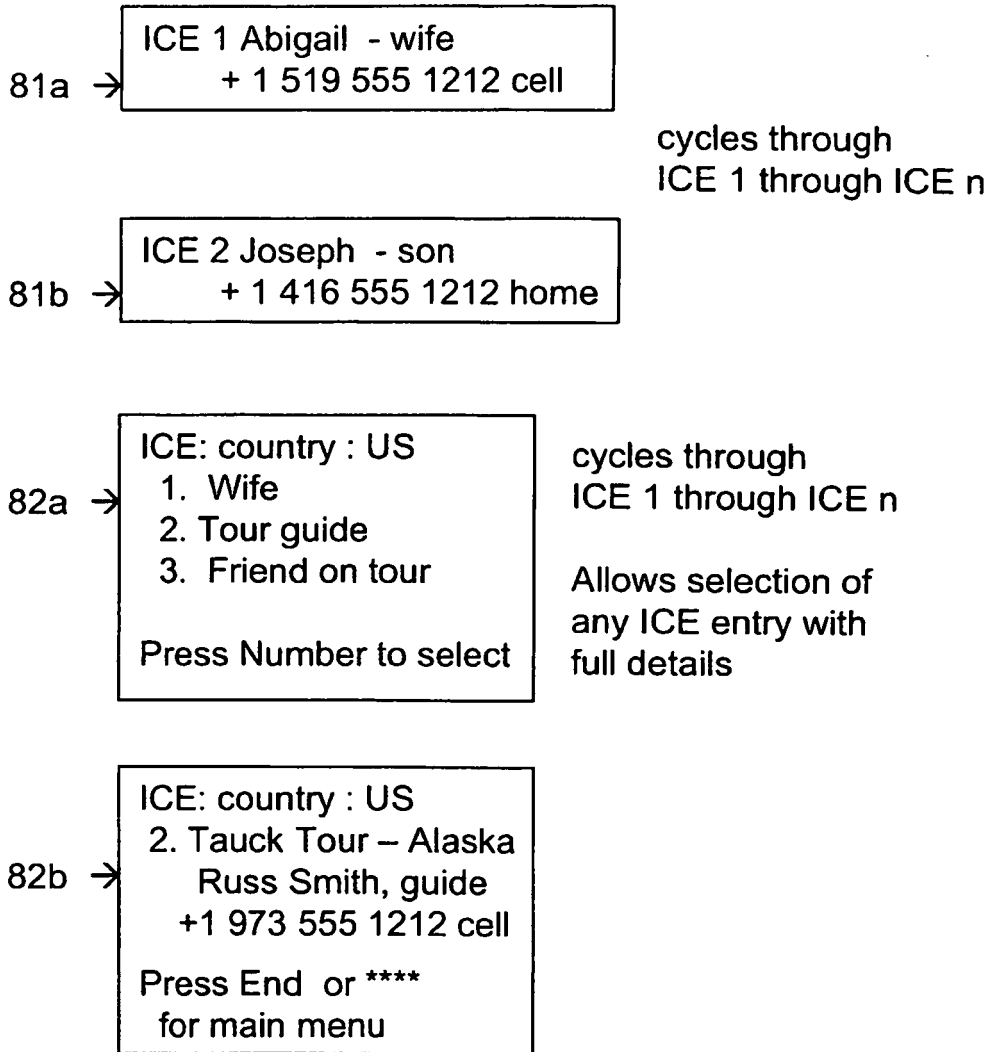 ICE 1 Abigail - wife
81a → + 1 519 555 1212 cell
cycles through
ICE 1 through ICE n
ICE 2 Joseph - son
81b → + 1 416 555 1212 home
ICE: country : US
82a → 1. Wife
2. Tour guide
3. Friend on tour
Press Number to select
cycles through
ICE 1 through ICE n
Allows selection of
any ICE entry with
full details
ICE: country : US
2. Tauck Tour – Alaska
82b → Russ Smith, guide
+1 973 555 1212 cell
Press End or ****
for main menu